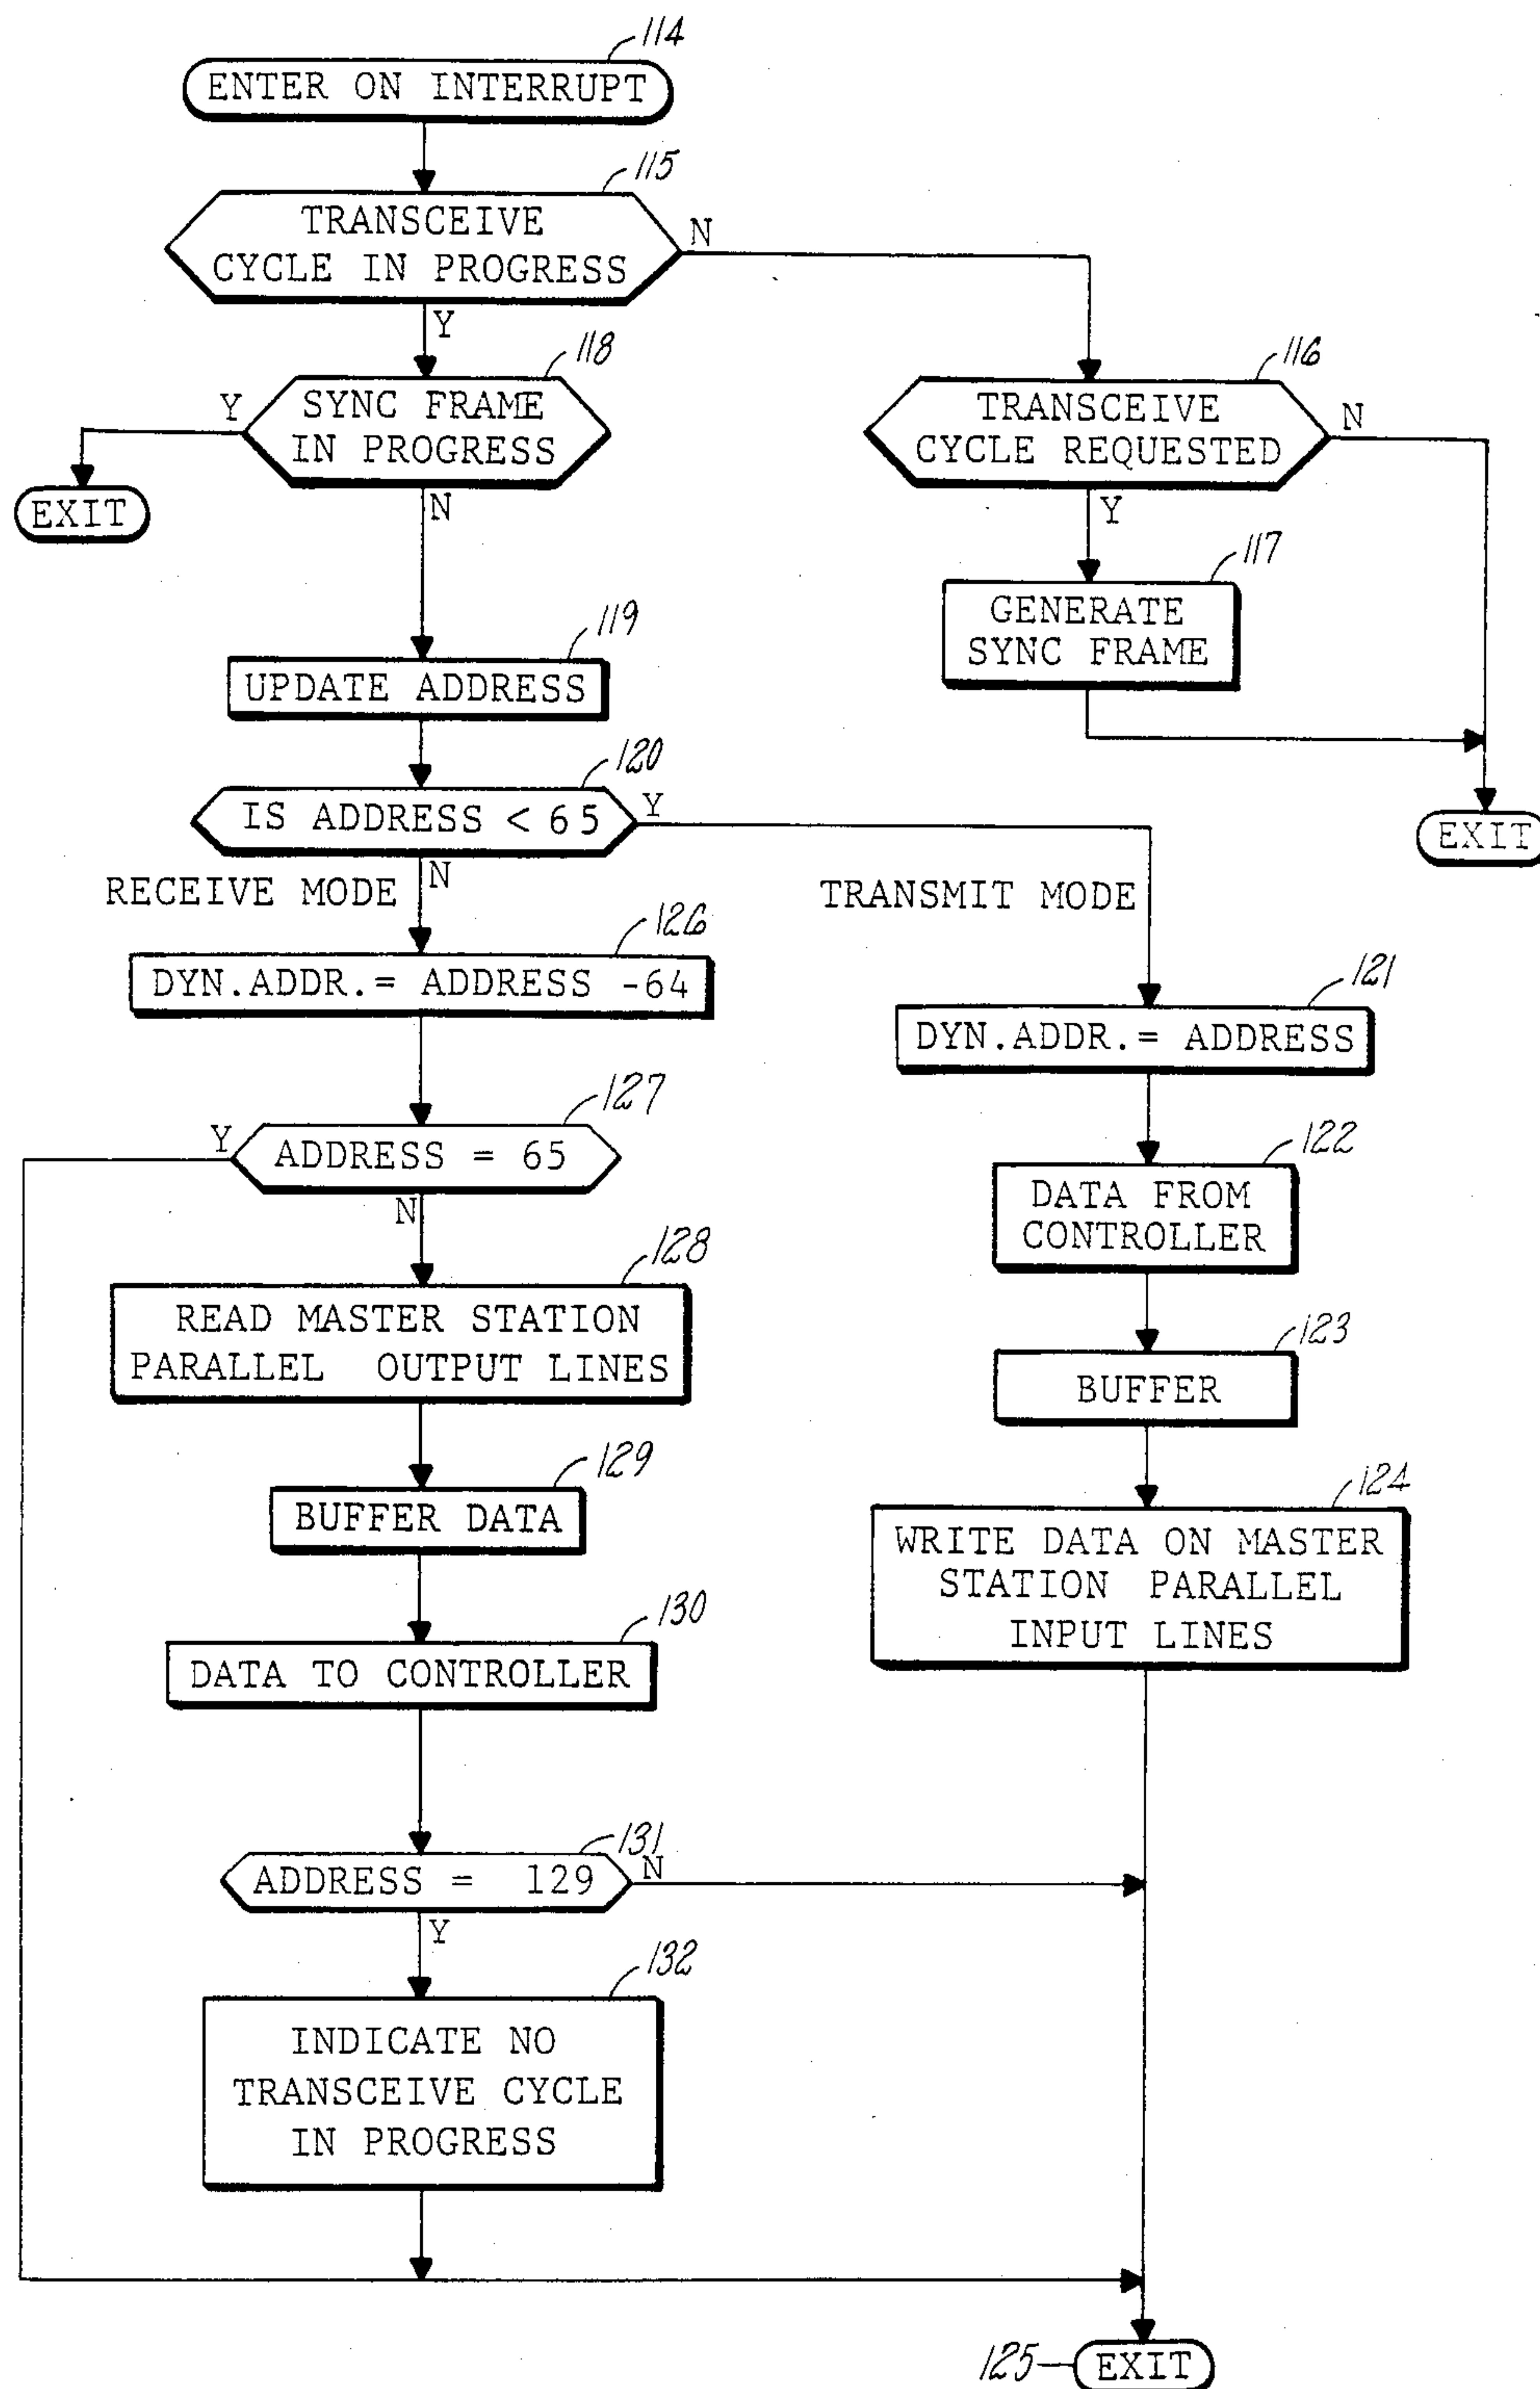 114
ENTER ON INTERRUPT
115
TRANSCEIVE
CYCLE IN PROGRESS
N
Y
118
Y
SYNC FRAME
IN PROGRESS
EXIT
N
116
TRANSCEIVE
CYCLE REQUESTED
N
Y
117
GENERATE
SYNC FRAME
EXIT
119
UPDATE ADDRESS
120
IS ADDRESS < 65
Y
N
RECEIVE MODE
TRANSMIT MODE
126
DYN.ADDR.= ADDRESS -64
121
DYN.ADDR.= ADDRESS
127
Y
ADDRESS = 65
N
122
DATA FROM
CONTROLLER
128
READ MASTER STATION
PARALLEL OUTPUT LINES
123
BUFFER
129
BUFFER DATA
124
WRITE DATA ON MASTER
STATION PARALLEL
INPUT LINES
130
DATA TO CONTROLLER
131
ADDRESS = 129
N
Y
132
INDICATE NO
TRANSCEIVE CYCLE
IN PROGRESS
125
EXIT